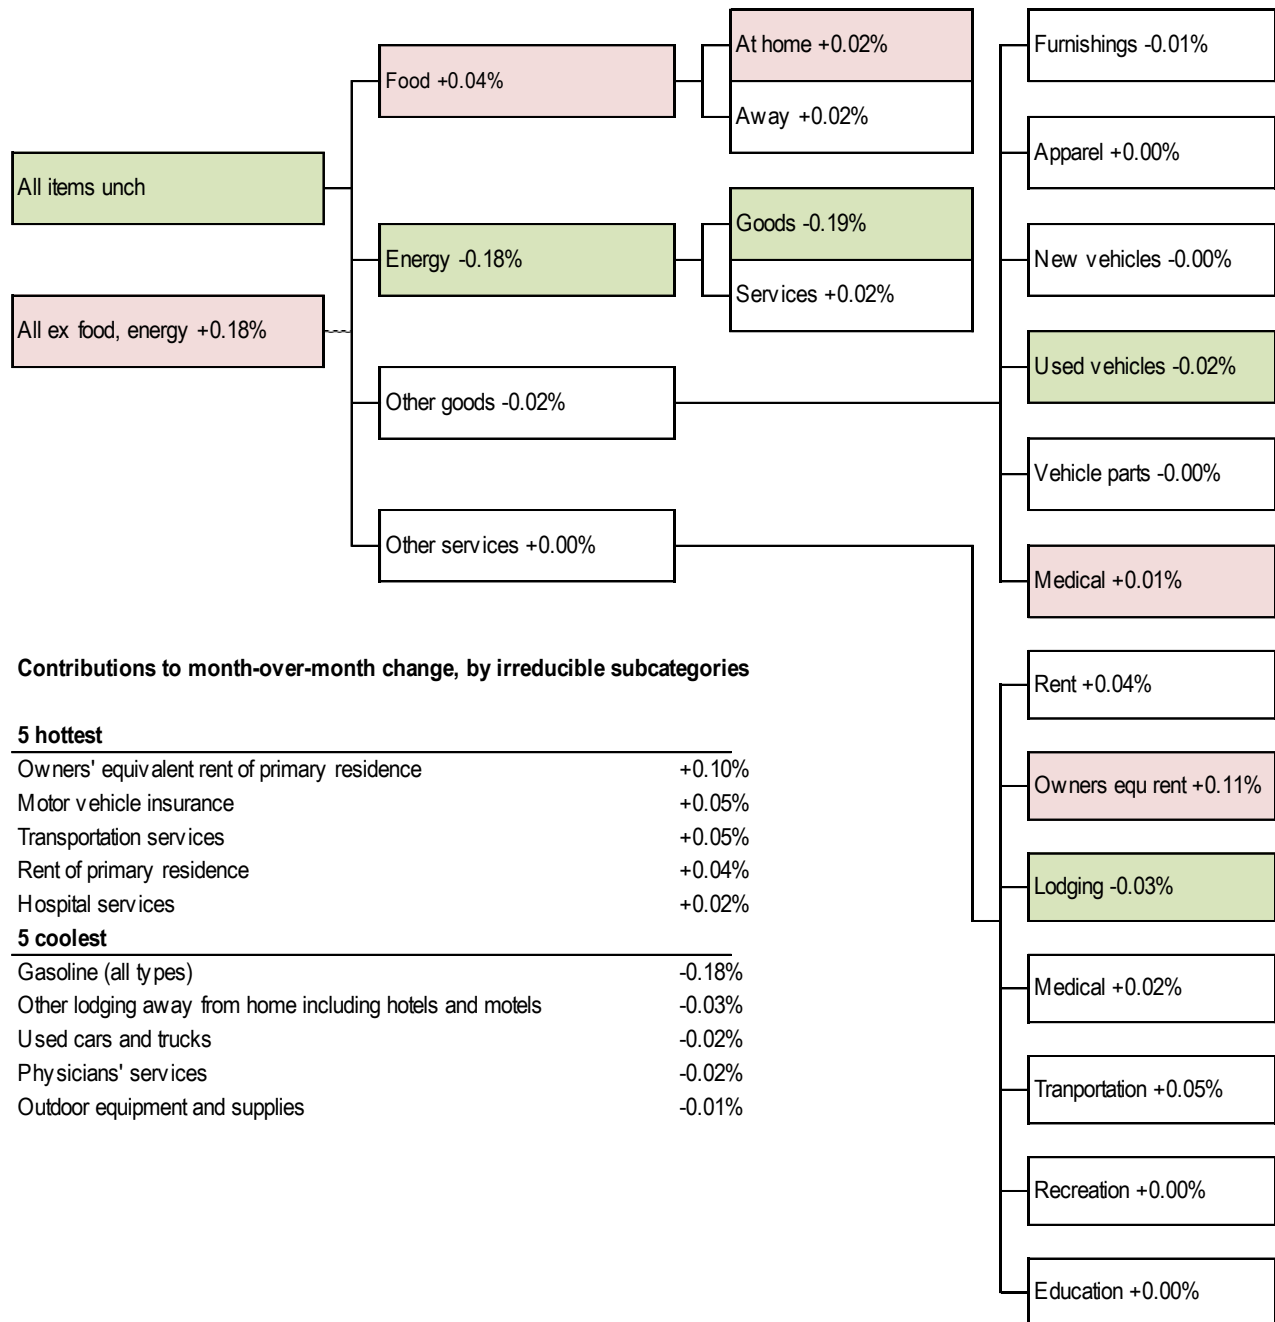 All items unch
All ex food, energy +0.18%
Food +0.04%
Energy -0.18%
Other goods -0.02%
Other services +0.00%
At home +0.02%
Away +0.02%
Goods -0.19%
Services +0.02%
Furnishings -0.01%
Apparel +0.00%
New vehicles -0.00%
Used vehicles -0.02%
Vehicle parts -0.00%
Medical +0.01%
Rent +0.04%
Owners equ rent +0.11%
Lodging -0.03%
Medical +0.02%
Tranportation +0.05%
Recreation +0.00%
Education +0.00%
Contributions to month-over-month change, by irreducible subcategories
5 hottest
Owners' equivalent rent of primary residence +0.10%
Motor vehicle insurance +0.05%
Transportation services +0.05%
Rent of primary residence +0.04%
Hospital services +0.02%
5 coolest
Gasoline (all types) -0.18%
Other lodging away from home including hotels and motels -0.03%
Used cars and trucks -0.02%
Physicians' services -0.02%
Outdoor equipment and supplies -0.01%